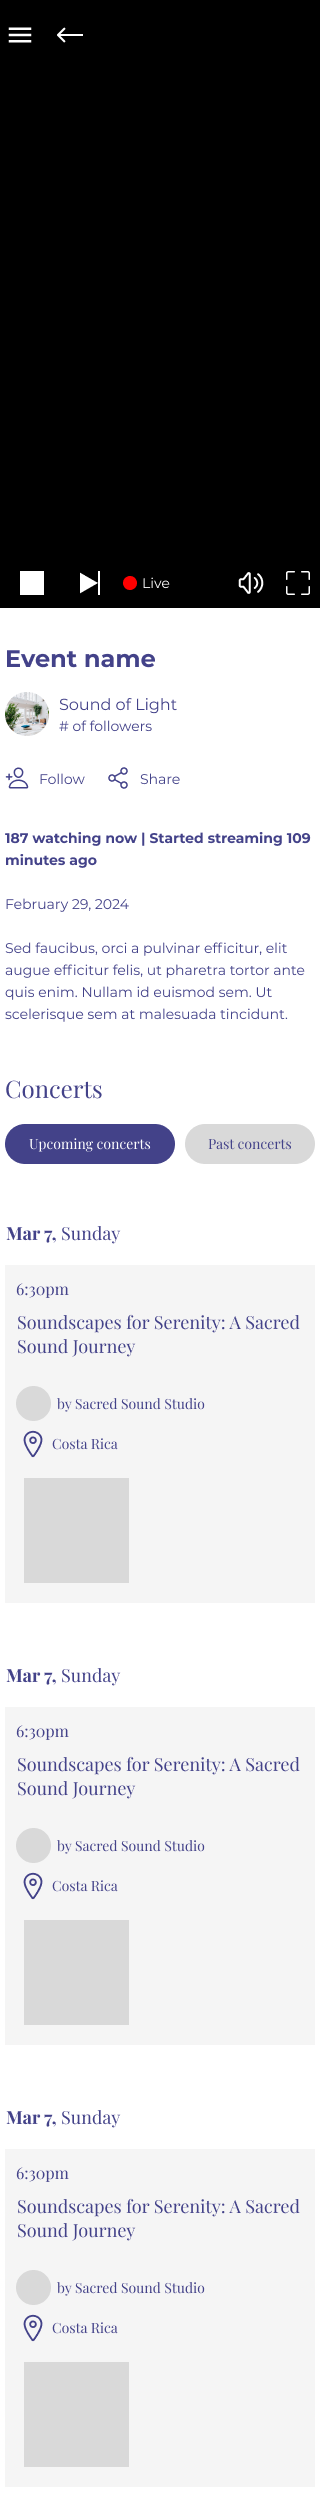 Live
Event name
Sound of Light
# of followers
Follow
Share
187 watching now | Started streaming 109
minutes ago
February 29, 2024
Sed faucibus, orci a pulvinar efficitur, elit
augue efficitur felis, ut pharetra tortor ante
quis enim. Nullam id euismod sem. Ut
scelerisque sem at malesuada tincidunt.
Concerts
Upcoming concerts
Past concerts
Mar 7, Sunday
6:30pm
Soundscapes for Serenity: A Sacred
Sound Journey
by Sacred Sound Studio
Costa Rica
Mar 7, Sunday
6:30pm
Soundscapes for Serenity: A Sacred
Sound Journey
by Sacred Sound Studio
Costa Rica
Mar 7, Sunday
6:30pm
Soundscapes for Serenity: A Sacred
Sound Journey
by Sacred Sound Studio
Costa Rica